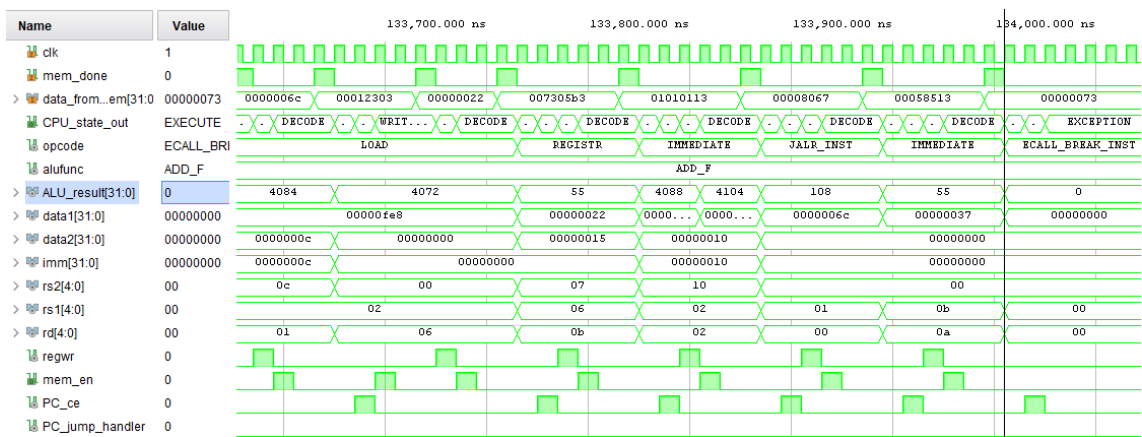 Name Value 133,700.000 ns 133,800.000 ns 133,900.000 ns 134,000.000 ns
clk 1
mem_done 0
data_from...em[31:0 00000073 0000006c 00012303 00000022 007305b3 01010113 00008067 00058513 00000073
CPU_state_out EXECUTE . . DECODE . . WRIT... . DECODE . . . DECODE . . . DECODE . . . DECODE . . . DECODE . . EXCEPTION
opcode ECALL_BRI LOAD REGISTR IMMEDIATE JALR_INST IMMEDIATE ECALL_BREAK_INST
alufunc ADD_F ADD_F
ALU_result[31:0] 0 4084 4072 55 4088 4104 108 55 0
data1[31:0] 00000000 00000fe8 00000022 0000... 0000... 0000006c 00000037 00000000
data2[31:0] 00000000 0000000c 00000000 00000015 00000010 00000000
imm[31:0] 00000000 0000000c 00000000 00000010 00000000
rs2[4:0] 00 0c 00 07 10 00
rs1[4:0] 00 02 06 02 01 0b 00
rd[4:0] 00 01 06 0b 02 00 0a 00
regwr 0
mem_en 0
PC_ce 0
PC_jump_handler 0